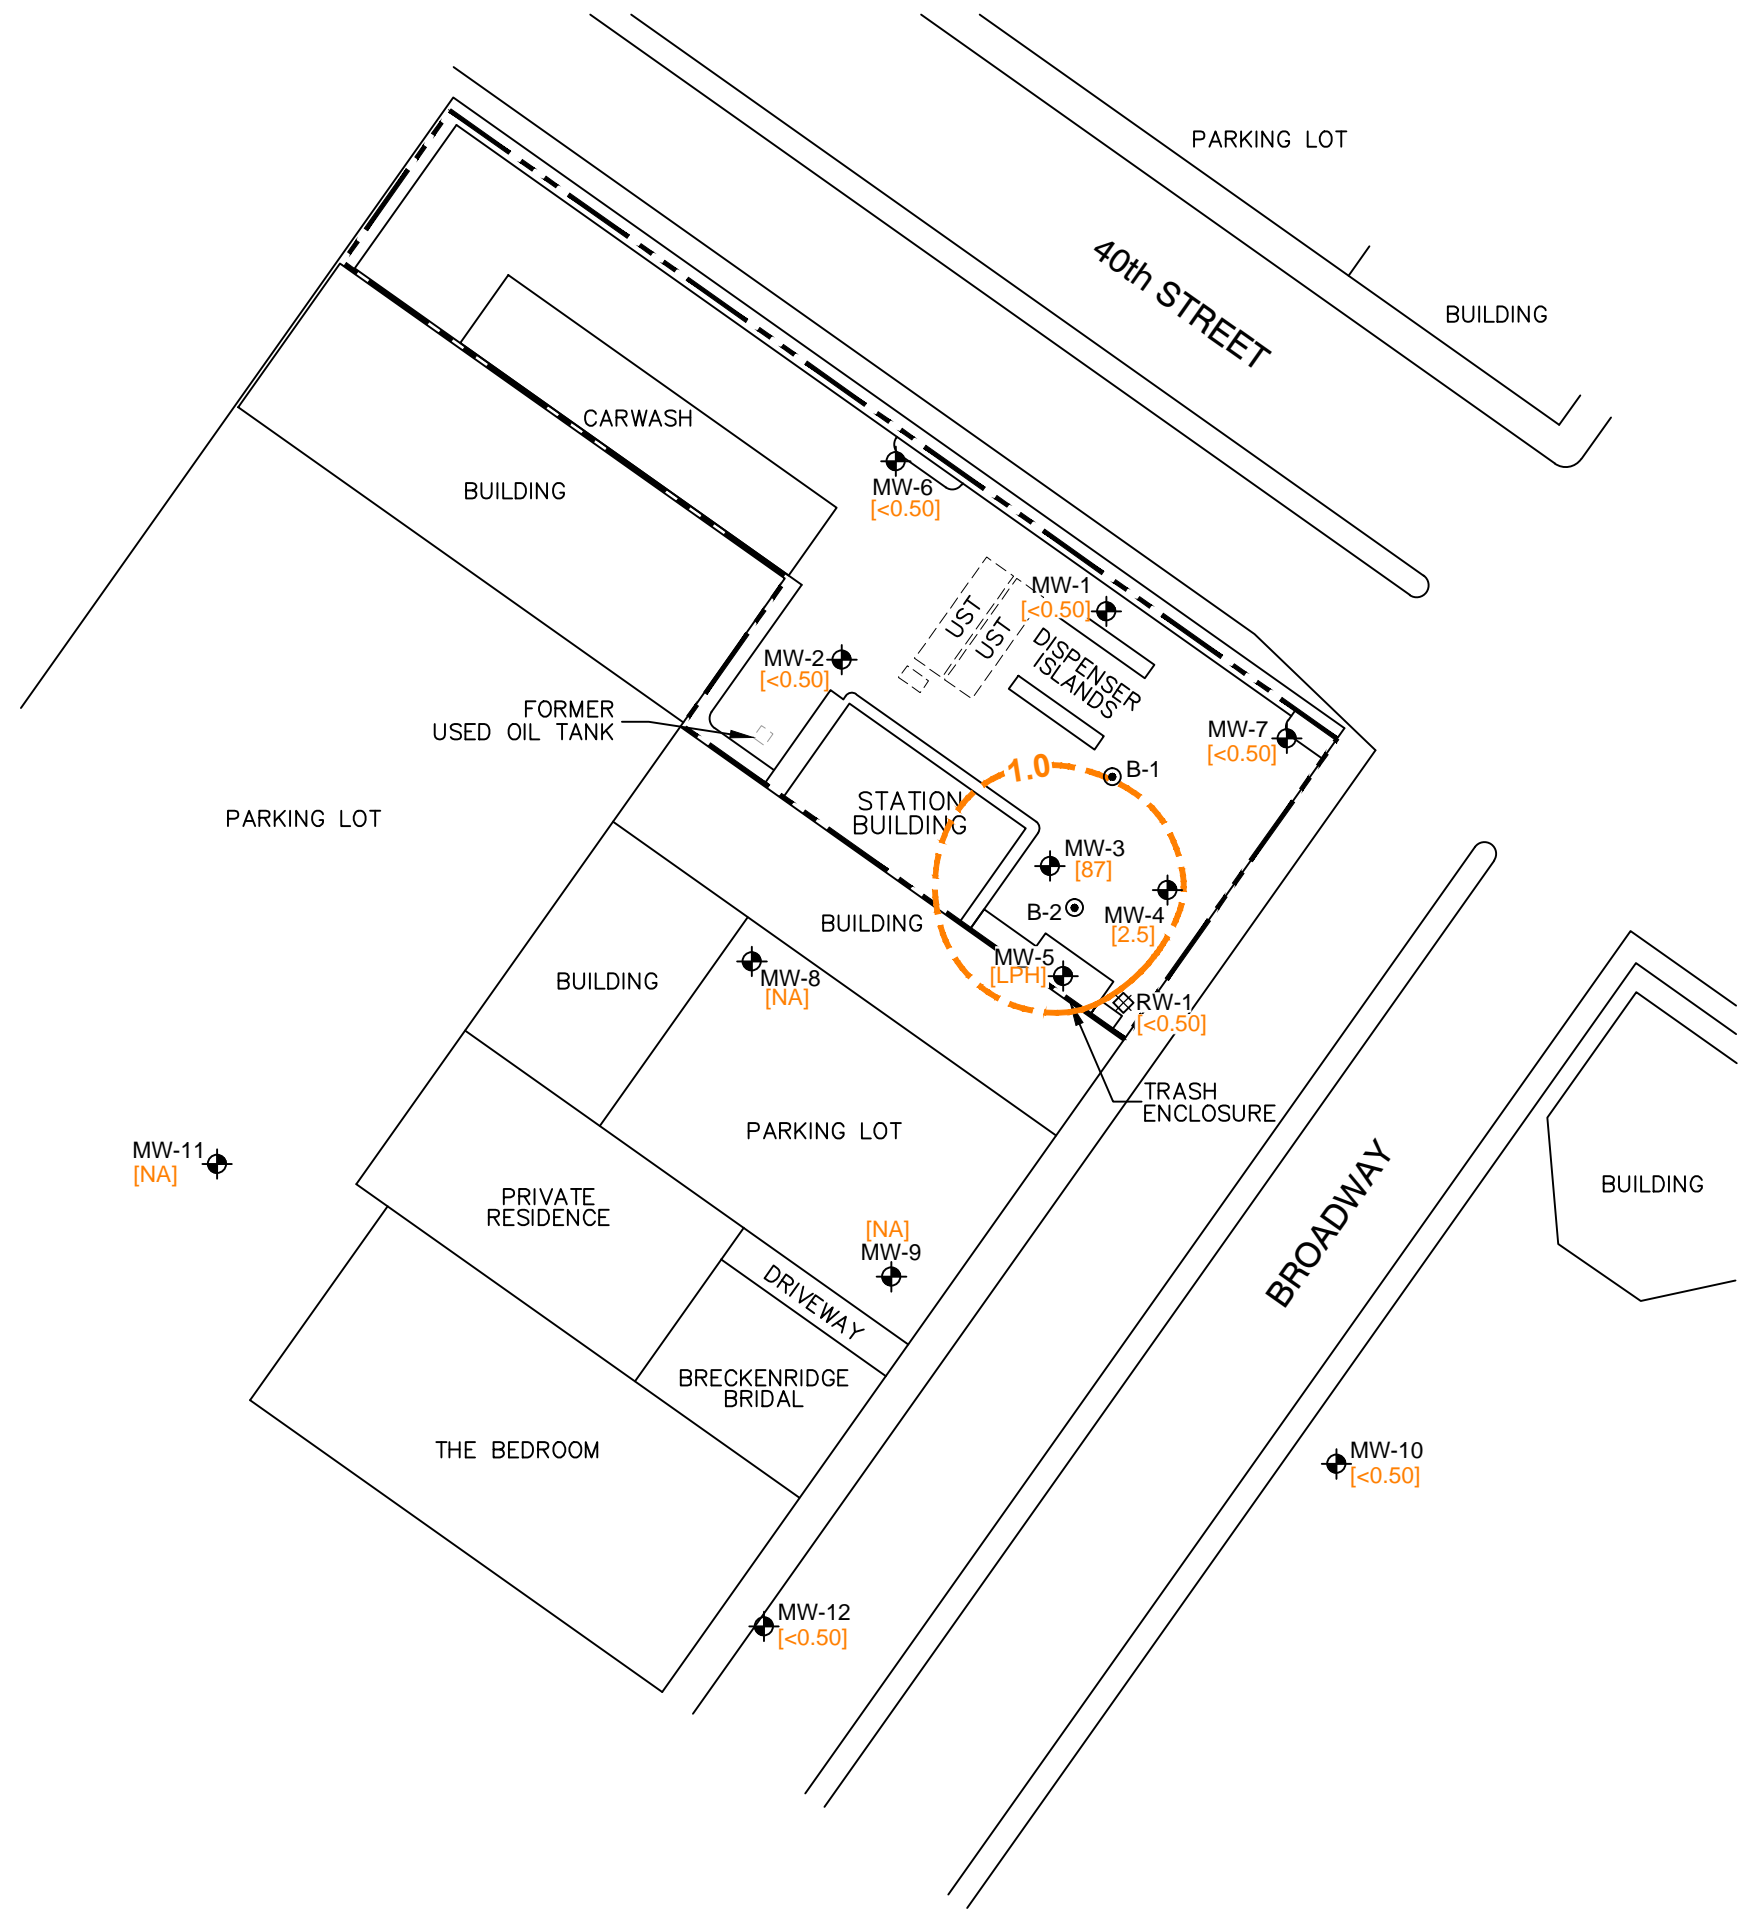 PARKING LOT
40th STREET
BUILDING
CARWASH
BUILDING
MW-6
[<0.50]
MW-1
[<0.50]
UST
UST
DISPENSER
ISLANDS
MW-2
[<0.50]
FORMER
USED OIL TANK
MW-7
[<0.50]
1.0
B-1
STATION
BUILDING
PARKING LOT
MW-3
[87]
B-2
MW-4
[2.5]
BUILDING
MW-5
[LPH]
BUILDING
MW-8
[NA]
RW-1
[<0.50]
TRASH
ENCLOSURE
PARKING LOT
MW-11
[NA]
PRIVATE
RESIDENCE
BROADWAY
BUILDING
[NA]
MW-9
DRIVEWAY
BRECKENRIDGE
BRIDAL
THE BEDROOM
MW-10
[<0.50]
MW-12
[<0.50]